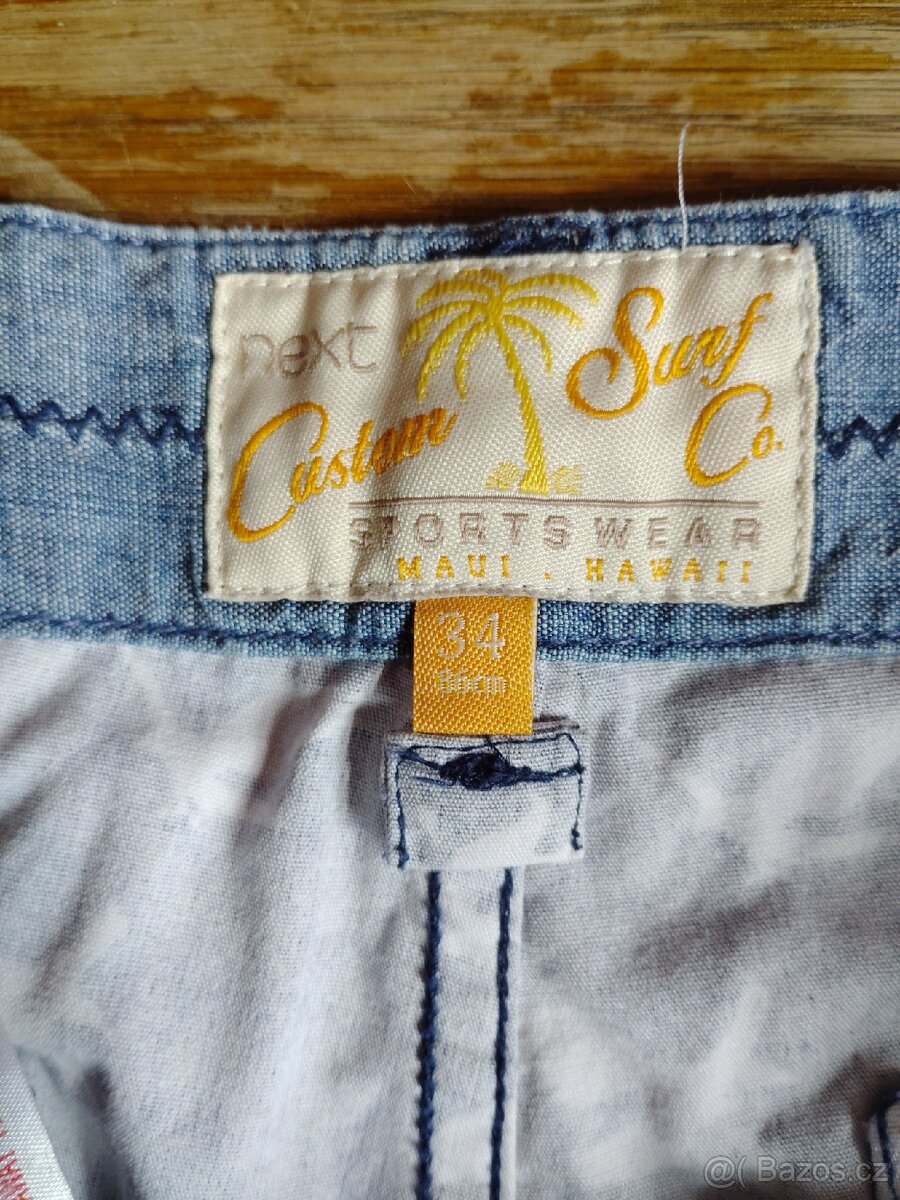 next
Custom Surf Co.
SPORTSWEAR
MAUI . HAWAII
34
86cm
@( Bazos.cz